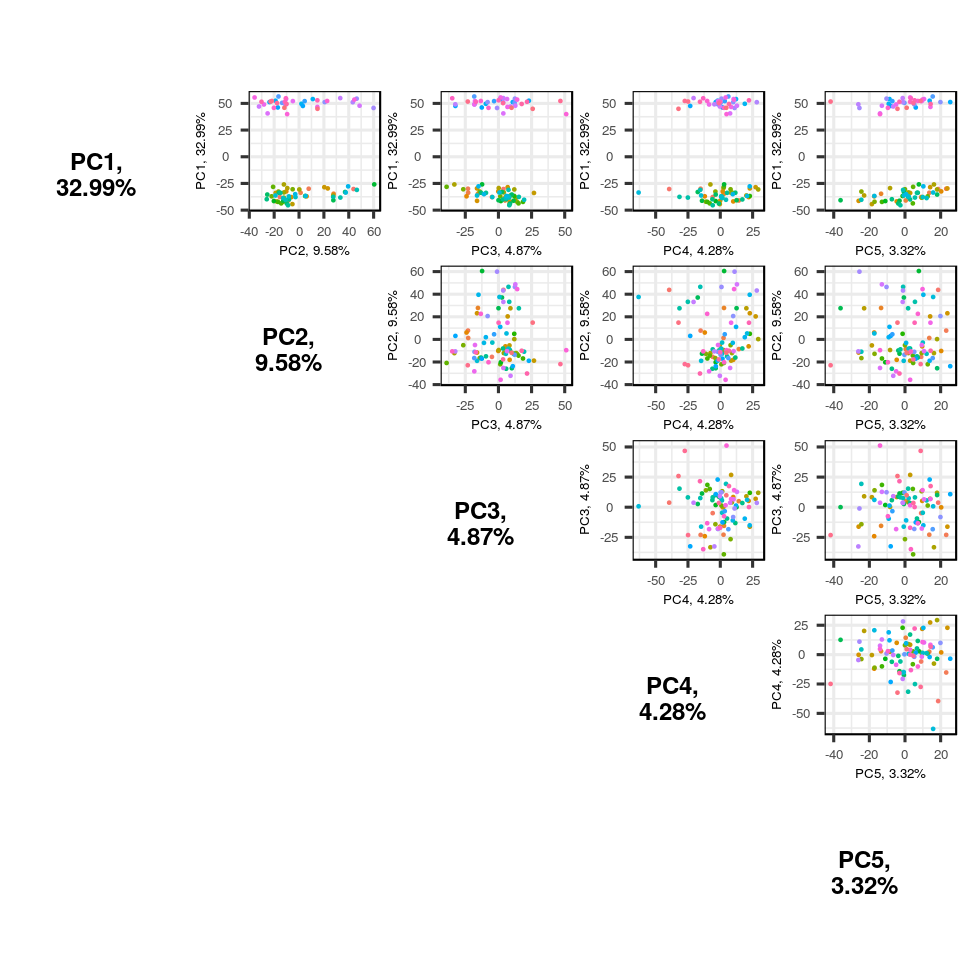 PC1,
32.99%
PC1, 32.99%
50
25
0
-25
-50
-40 -20 0 20 40 60
PC2, 9.58%
PC1, 32.99%
50
25
0
-25
-50
-25 0 25 50
PC3, 4.87%
PC1, 32.99%
50
25
0
-25
-50
-50 -25 0 25
PC4, 4.28%
PC1, 32.99%
50
25
0
-25
-50
-40 -20 0 20
PC5, 3.32%
PC2,
9.58%
PC2, 9.58%
60
40
20
0
-20
-40
-25 0 25 50
PC3, 4.87%
PC2, 9.58%
60
40
20
0
-20
-40
-50 -25 0 25
PC4, 4.28%
PC2, 9.58%
60
40
20
0
-20
-40
-40 -20 0 20
PC5, 3.32%
PC3,
4.87%
PC3, 4.87%
50
25
0
-25
-50 -25 0 25
PC4, 4.28%
PC3, 4.87%
50
25
0
-25
-40 -20 0 20
PC5, 3.32%
PC4,
4.28%
PC4, 4.28%
25
0
-25
-50
-40 -20 0 20
PC5, 3.32%
PC5,
3.32%